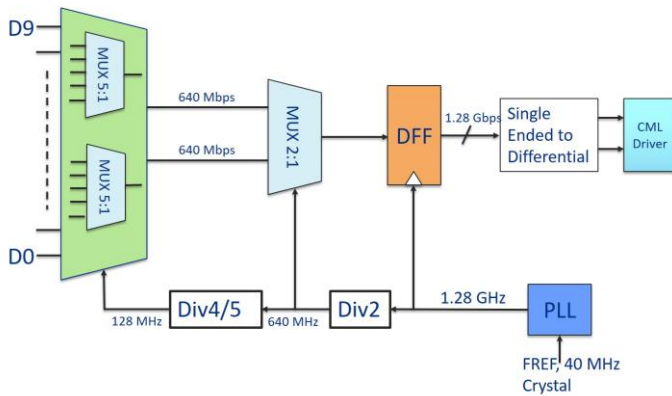 D9
MUX 5:1
MUX 5:1
D0
640 Mbps
640 Mbps
MUX 2:1
DFF
1.28 Gbps
Single
Ended to
Differential
CML
Driver
128 MHz
Div4/5
640 MHz
Div2
1.28 GHz
PLL
FREF, 40 MHz
Crystal